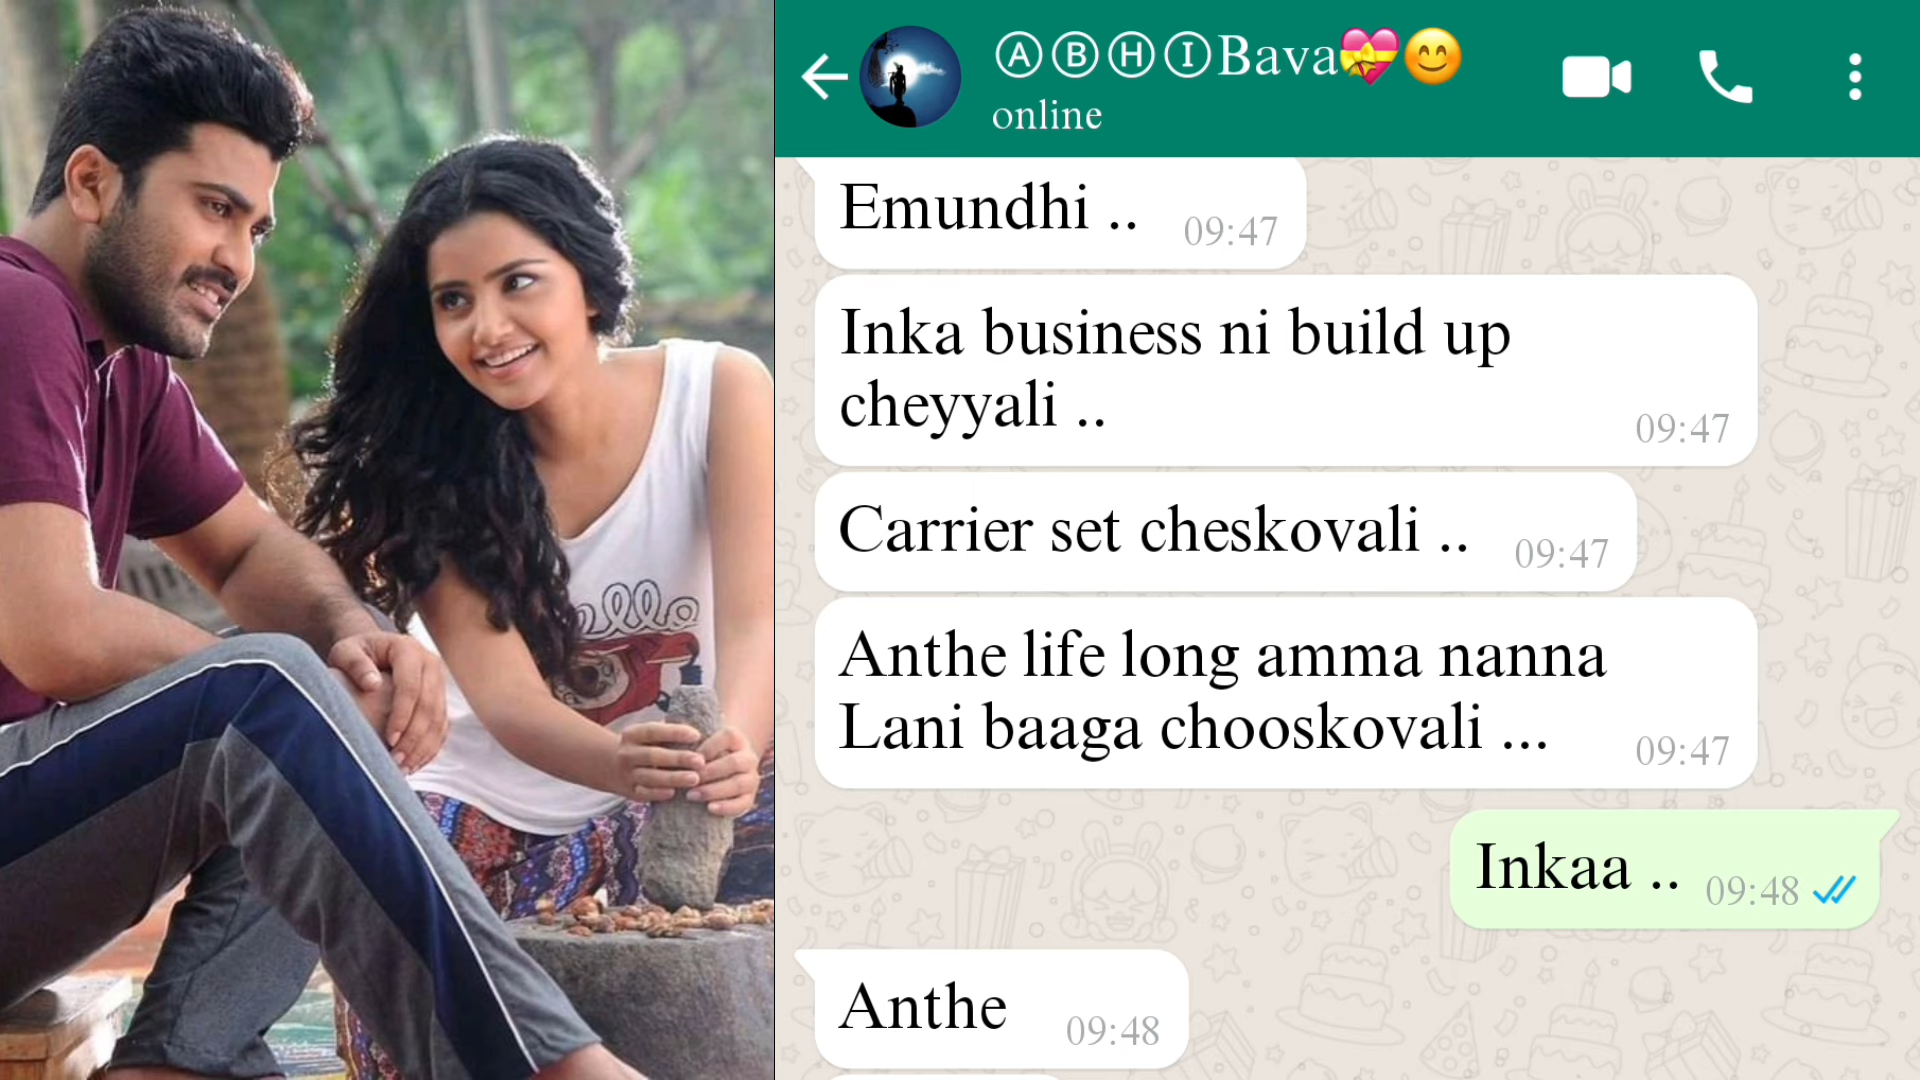 ello
ⒶⒷⒽⒾBava💝😊
online
Emundhi .. 09:47
Inka business ni build up
cheyyali .. 09:47
Carrier set cheskovali .. 09:47
Anthe life long amma nanna
Lani baaga chooskovali ... 09:47
Inkaa .. 09:48
Anthe 09:48